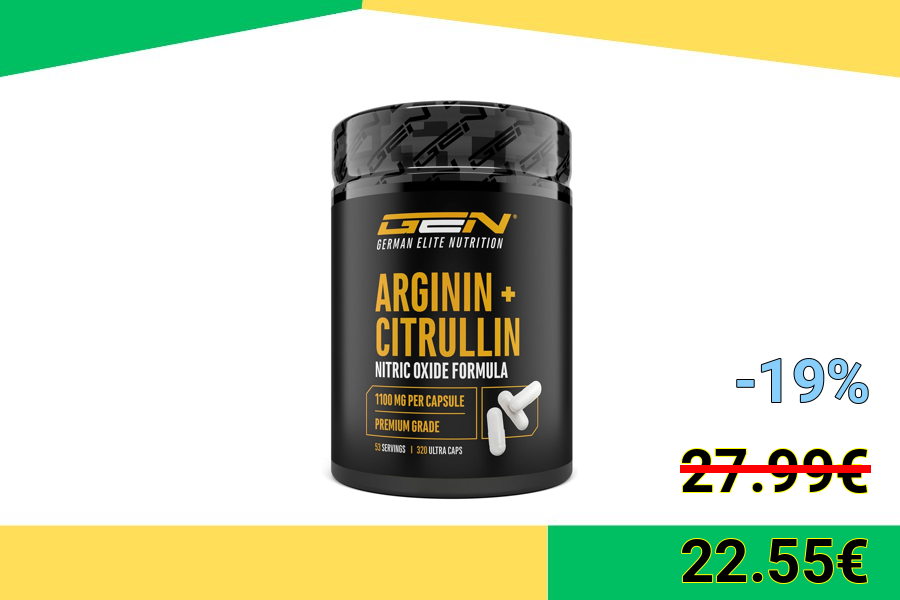 GEN®
GERMAN ELITE NUTRITION
ARGININ +
CITRULLIN
NITRIC OXIDE FORMULA
1100 MG PER CAPSULE
PREMIUM GRADE
53 SERVINGS | 320 ULTRA CAPS
-19%
27.99€
22.55€